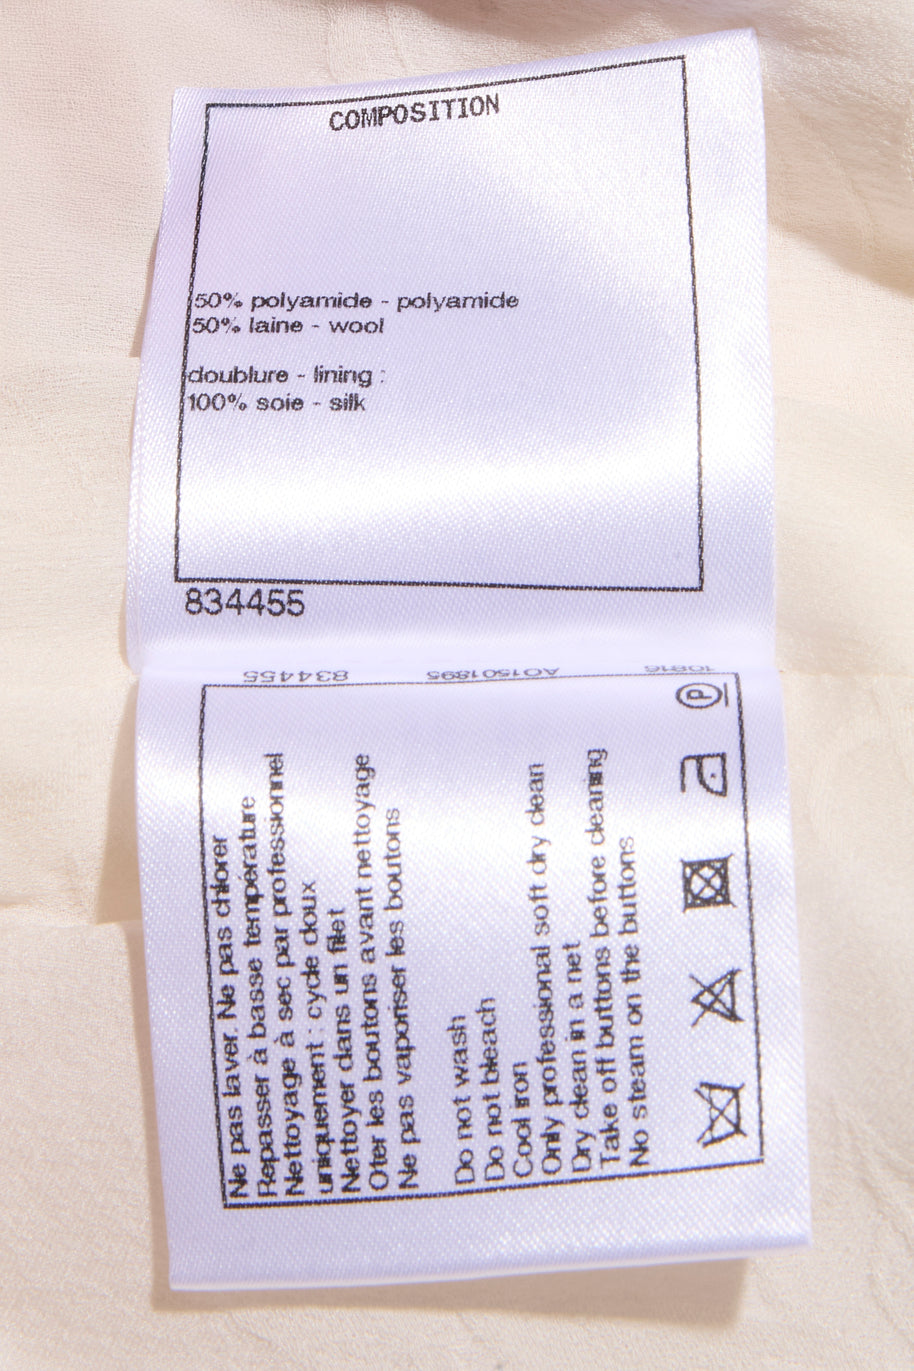 COMPOSITION
50% polyamide - polyamide
50% laine - wool
doublure - lining :
100% soie - silk
834455
834455 AO1501895 10816
Ne pas laver. Ne pas chlorer
Repasser à basse température
Nettoyage à sec par professionnel
uniquement : cycle doux
Nettoyer dans un filet
Oter les boutons avant nettoyage
Ne pas vaporiser les boutons
Do not wash
Do not bleach
Cool iron
Only professional soft dry clean
Dry clean in a net
Take off buttons before cleaning
No steam on the buttons
P